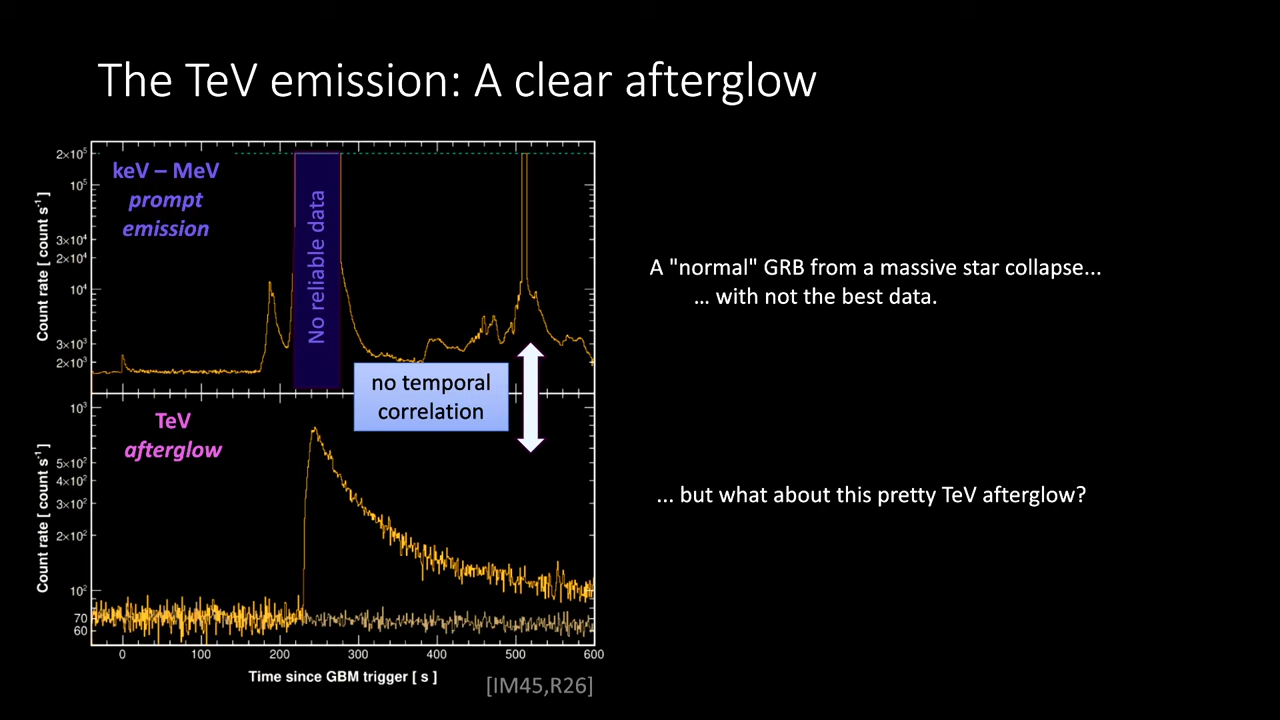 The TeV emission: A clear afterglow
2×10⁵
10⁵
3×10⁴
2×10⁴
10⁴
3×10³
2×10³
Count rate [ count s⁻¹ ]
keV – MeV
prompt
emission
No reliable data
no temporal
correlation
10³
5×10²
4×10²
3×10²
2×10²
10²
70
60
Count rate [ count s⁻¹ ]
TeV
afterglow
0 100 200 300 400 500 600
Time since GBM trigger [ s ]
[IM45,R26]
A "normal" GRB from a massive star collapse...
... with not the best data.
... but what about this pretty TeV afterglow?